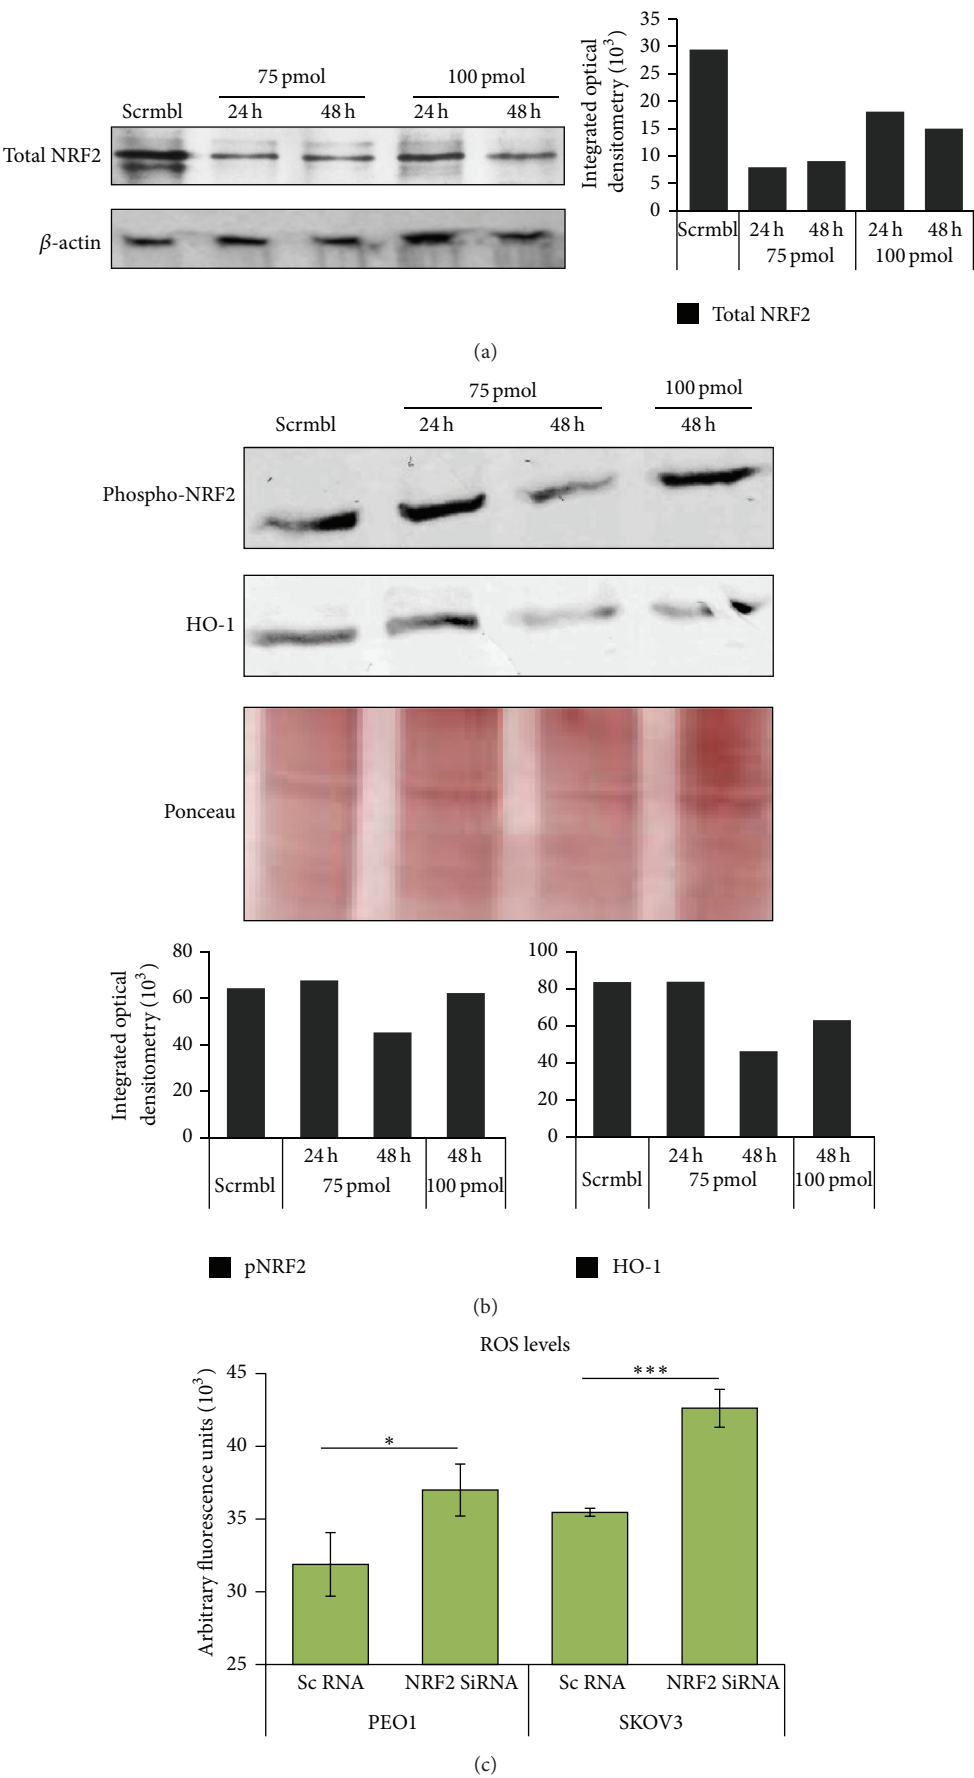 75 pmol 100 pmol
Scrmbl 24 h 48 h 24 h 48 h
Total NRF2
β-actin
Integrated optical
densitometry (10³)
35
30
25
20
15
10
5
0
Scrmbl 24 h 48 h 24 h 48 h
75 pmol 100 pmol
Total NRF2
(a)
75 pmol 100 pmol
Scrmbl 24 h 48 h 48 h
Phospho-NRF2
HO-1
Ponceau
Integrated optical
densitometry (10³)
80
60
40
20
0
24 h 48 h 48 h
Scrmbl 75 pmol 100 pmol
pNRF2
100
80
60
40
20
0
24 h 48 h 48 h
Scrmbl 75 pmol 100 pmol
HO-1
(b)
ROS levels
Arbitrary fluorescence units (10³)
45
40
35
30
25
*
***
Sc RNA NRF2 SiRNA Sc RNA NRF2 SiRNA
PEO1 SKOV3
(c)